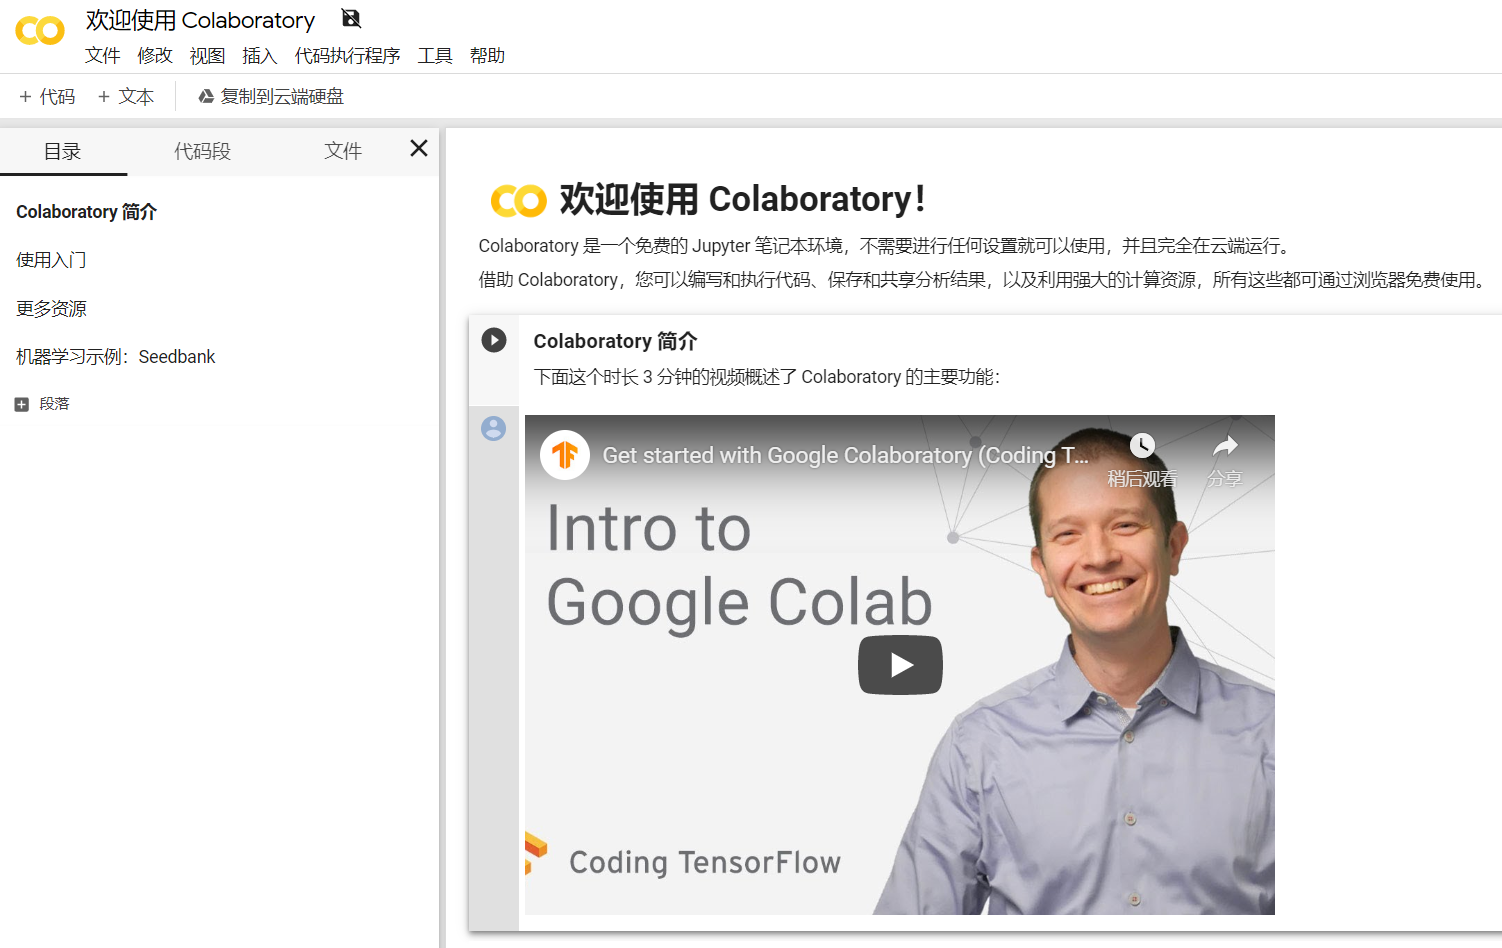 欢迎使用 Colaboratory
文件 修改 视图 插入 代码执行程序 工具 帮助
+ 代码 + 文本 复制到云端硬盘
目录 代码段 文件
Colaboratory 简介
使用入门
更多资源
机器学习示例：Seedbank
段落
欢迎使用 Colaboratory！
Colaboratory 是一个免费的 Jupyter 笔记本环境，不需要进行任何设置就可以使用，并且完全在云端运行。
借助 Colaboratory，您可以编写和执行代码、保存和共享分析结果，以及利用强大的计算资源，所有这些都可通过浏览器免费使用。
Colaboratory 简介
下面这个时长 3 分钟的视频概述了 Colaboratory 的主要功能：
Get started with Google Colaboratory (Coding T...
稍后观看 分享
Intro to
Google Colab
Coding TensorFlow